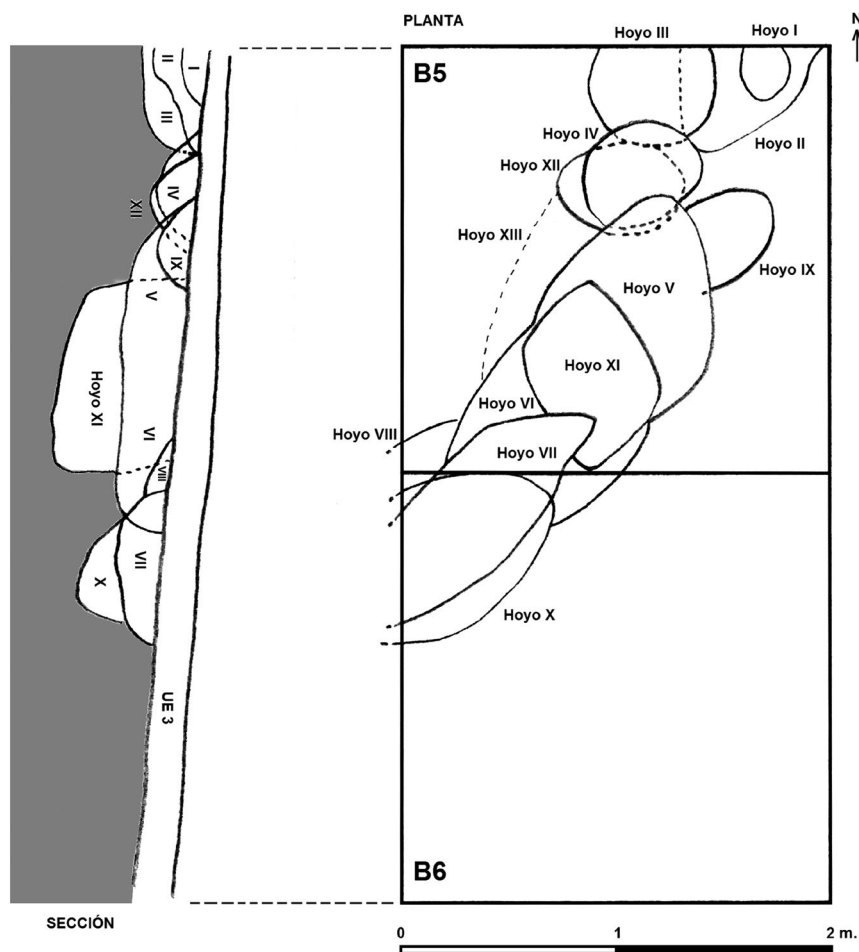 PLANTA
N
Hoyo III
Hoyo I
B5
Hoyo IV
Hoyo II
Hoyo XII
Hoyo XIII
Hoyo IX
Hoyo V
Hoyo XI
Hoyo VI
Hoyo VIII
Hoyo VII
Hoyo X
B6
I
II
III
IV
XII
IX
V
Hoyo XI
VI
VIII
VII
X
UE 3
SECCIÓN
0
1
2 m.